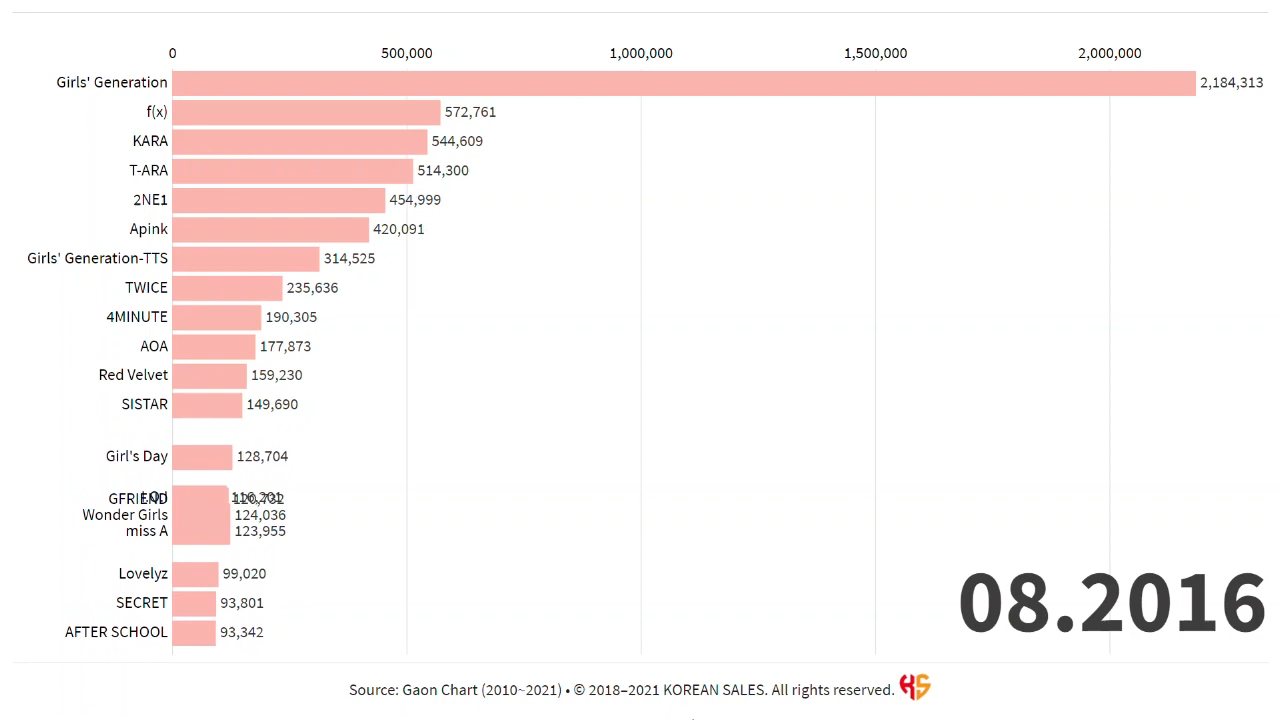 0 500,000 1,000,000 1,500,000 2,000,000
Girls' Generation 2,184,313
f(x) 572,761
KARA 544,609
T-ARA 514,300
2NE1 454,999
Apink 420,091
Girls' Generation-TTS 314,525
TWICE 235,636
4MINUTE 190,305
AOA 177,873
Red Velvet 159,230
SISTAR 149,690
Girl's Day 128,704
GFRIEND
Wonder Girls 124,036
miss A 123,955
Lovelyz 99,020
SECRET 93,801
AFTER SCHOOL 93,342
08.2016
Source: Gaon Chart (2010~2021) • © 2018–2021 KOREAN SALES. All rights reserved. KS